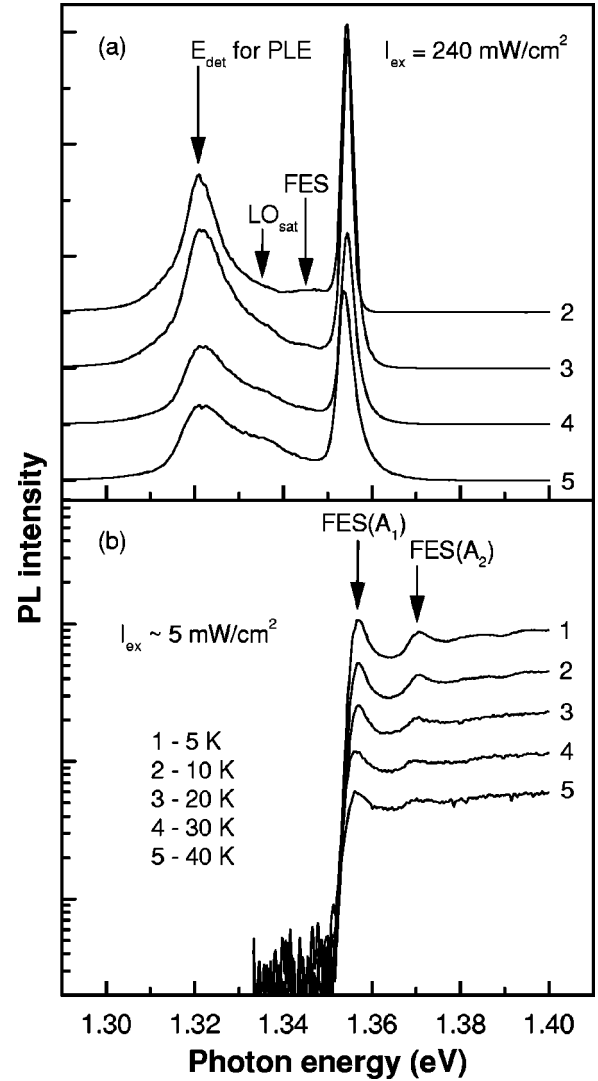 (a)
E_det for PLE
I_ex = 240 mW/cm²
FES
LO_sat
2
3
4
5
PL intensity
(b)
FES(A₁)
FES(A₂)
I_ex ~ 5 mW/cm²
1
2
3
4
5
1 - 5 K
2 - 10 K
3 - 20 K
4 - 30 K
5 - 40 K
1.30 1.32 1.34 1.36 1.38 1.40
Photon energy (eV)